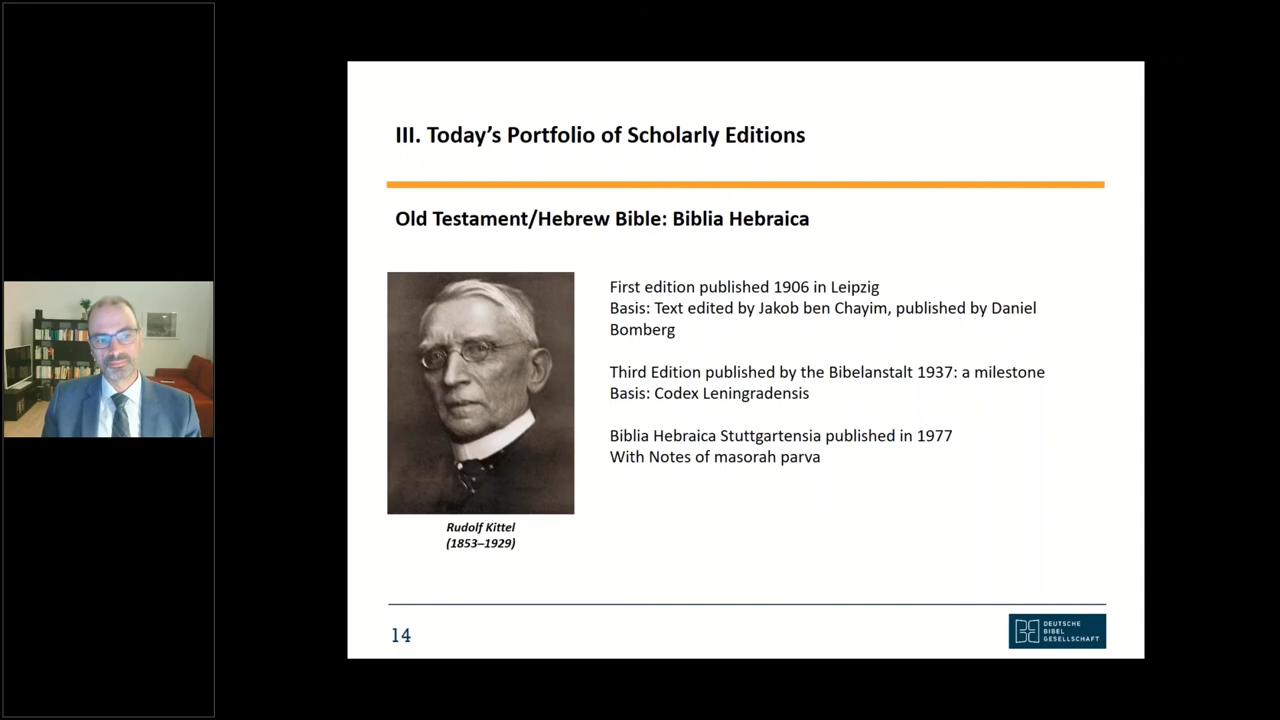 III. Today's Portfolio of Scholarly Editions
Old Testament/Hebrew Bible: Biblia Hebraica
First edition published 1906 in Leipzig
Basis: Text edited by Jakob ben Chayim, published by Daniel
Bomberg
Third Edition published by the Bibelanstalt 1937: a milestone
Basis: Codex Leningradensis
Biblia Hebraica Stuttgartensia published in 1977
With Notes of masorah parva
Rudolf Kittel
(1853–1929)
14
DEUTSCHE
BIBEL
GESELLSCHAFT